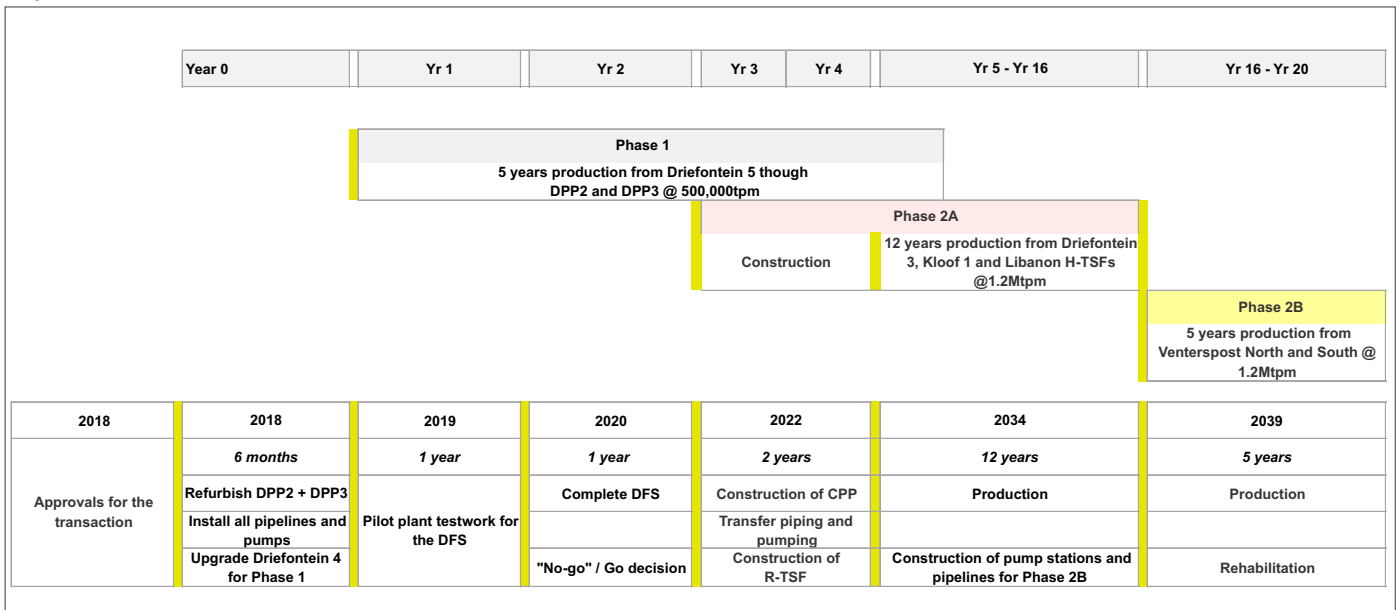 Year 0
Yr 1
Yr 2
Yr 3
Yr 4
Yr 5 - Yr 16
Yr 16 - Yr 20
Phase 1
5 years production from Driefontein 5 though
DPP2 and DPP3 @ 500,000tpm
Phase 2A
Construction
12 years production from Driefontein
3, Kloof 1 and Libanon H-TSFs
@1.2Mtpm
Phase 2B
5 years production from
Venterspost North and South @
1.2Mtpm
2018
2018
2019
2020
2022
2034
2039
6 months
1 year
1 year
2 years
12 years
5 years
Approvals for the
transaction
Refurbish DPP2 + DPP3
Install all pipelines and
pumps
Upgrade Driefontein 4
for Phase 1
Pilot plant testwork for
the DFS
Complete DFS
"No-go" / Go decision
Construction of CPP
Transfer piping and
pumping
Construction of
R-TSF
Production
Construction of pump stations and
pipelines for Phase 2B
Production
Rehabilitation